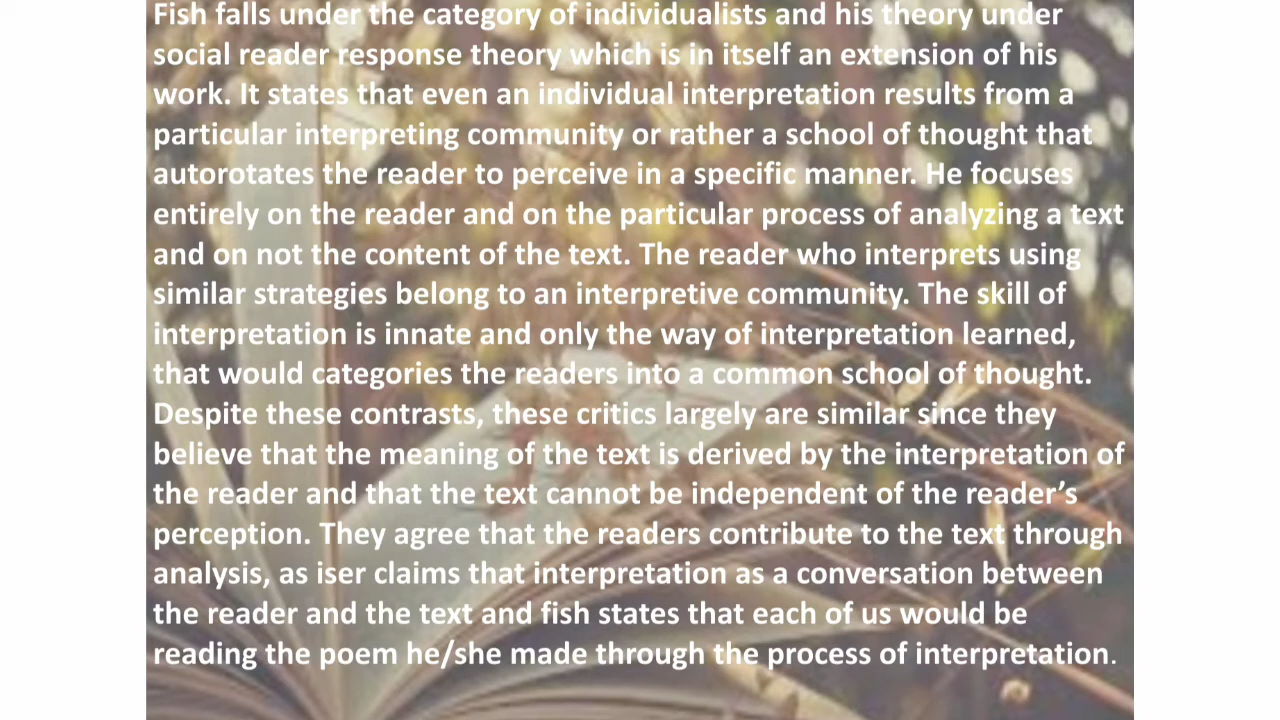 Fish falls under the category of individualists and his theory under
social reader response theory which is in itself an extension of his
work. It states that even an individual interpretation results from a
particular interpreting community or rather a school of thought that
autorotates the reader to perceive in a specific manner. He focuses
entirely on the reader and on the particular process of analyzing a text
and on not the content of the text. The reader who interprets using
similar strategies belong to an interpretive community. The skill of
interpretation is innate and only the way of interpretation learned,
that would categories the readers into a common school of thought.
Despite these contrasts, these critics largely are similar since they
believe that the meaning of the text is derived by the interpretation of
the reader and that the text cannot be independent of the reader’s
perception. They agree that the readers contribute to the text through
analysis, as iser claims that interpretation as a conversation between
the reader and the text and fish states that each of us would be
reading the poem he/she made through the process of interpretation.